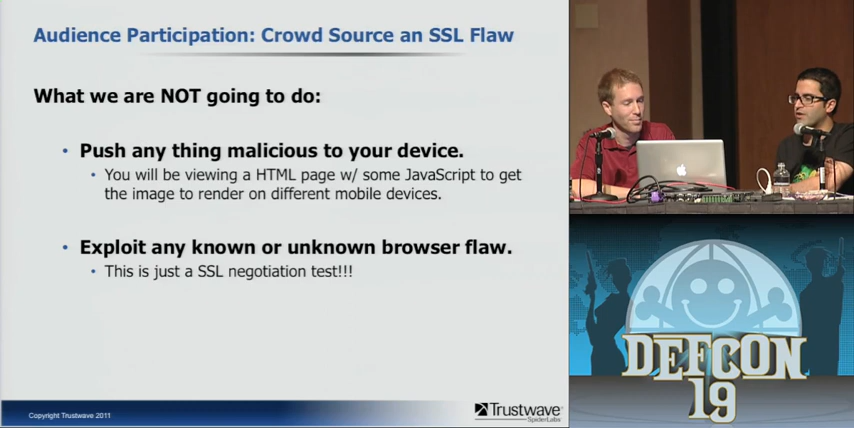 Audience Participation: Crowd Source an SSL Flaw
What we are NOT going to do:
• Push any thing malicious to your device.
• You will be viewing a HTML page w/ some JavaScript to get
the image to render on different mobile devices.
• Exploit any known or unknown browser flaw.
• This is just a SSL negotiation test!!!
Copyright Trustwave 2011
Trustwave®
SpiderLabs
DEFCON
19